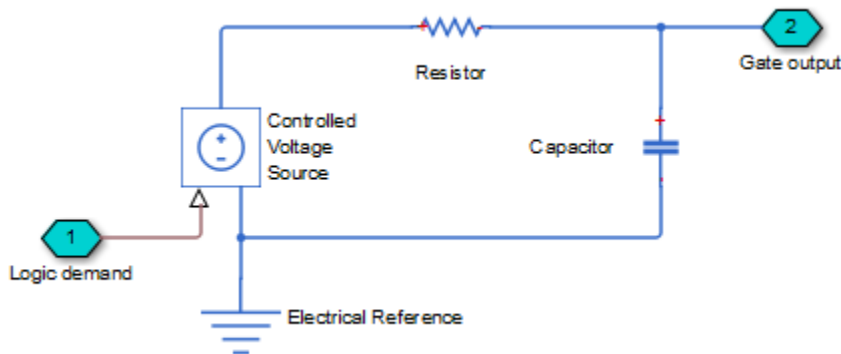 2
Gate output
Resistor
Controlled
Voltage
Source
Capacitor
1
Logic demand
Electrical Reference